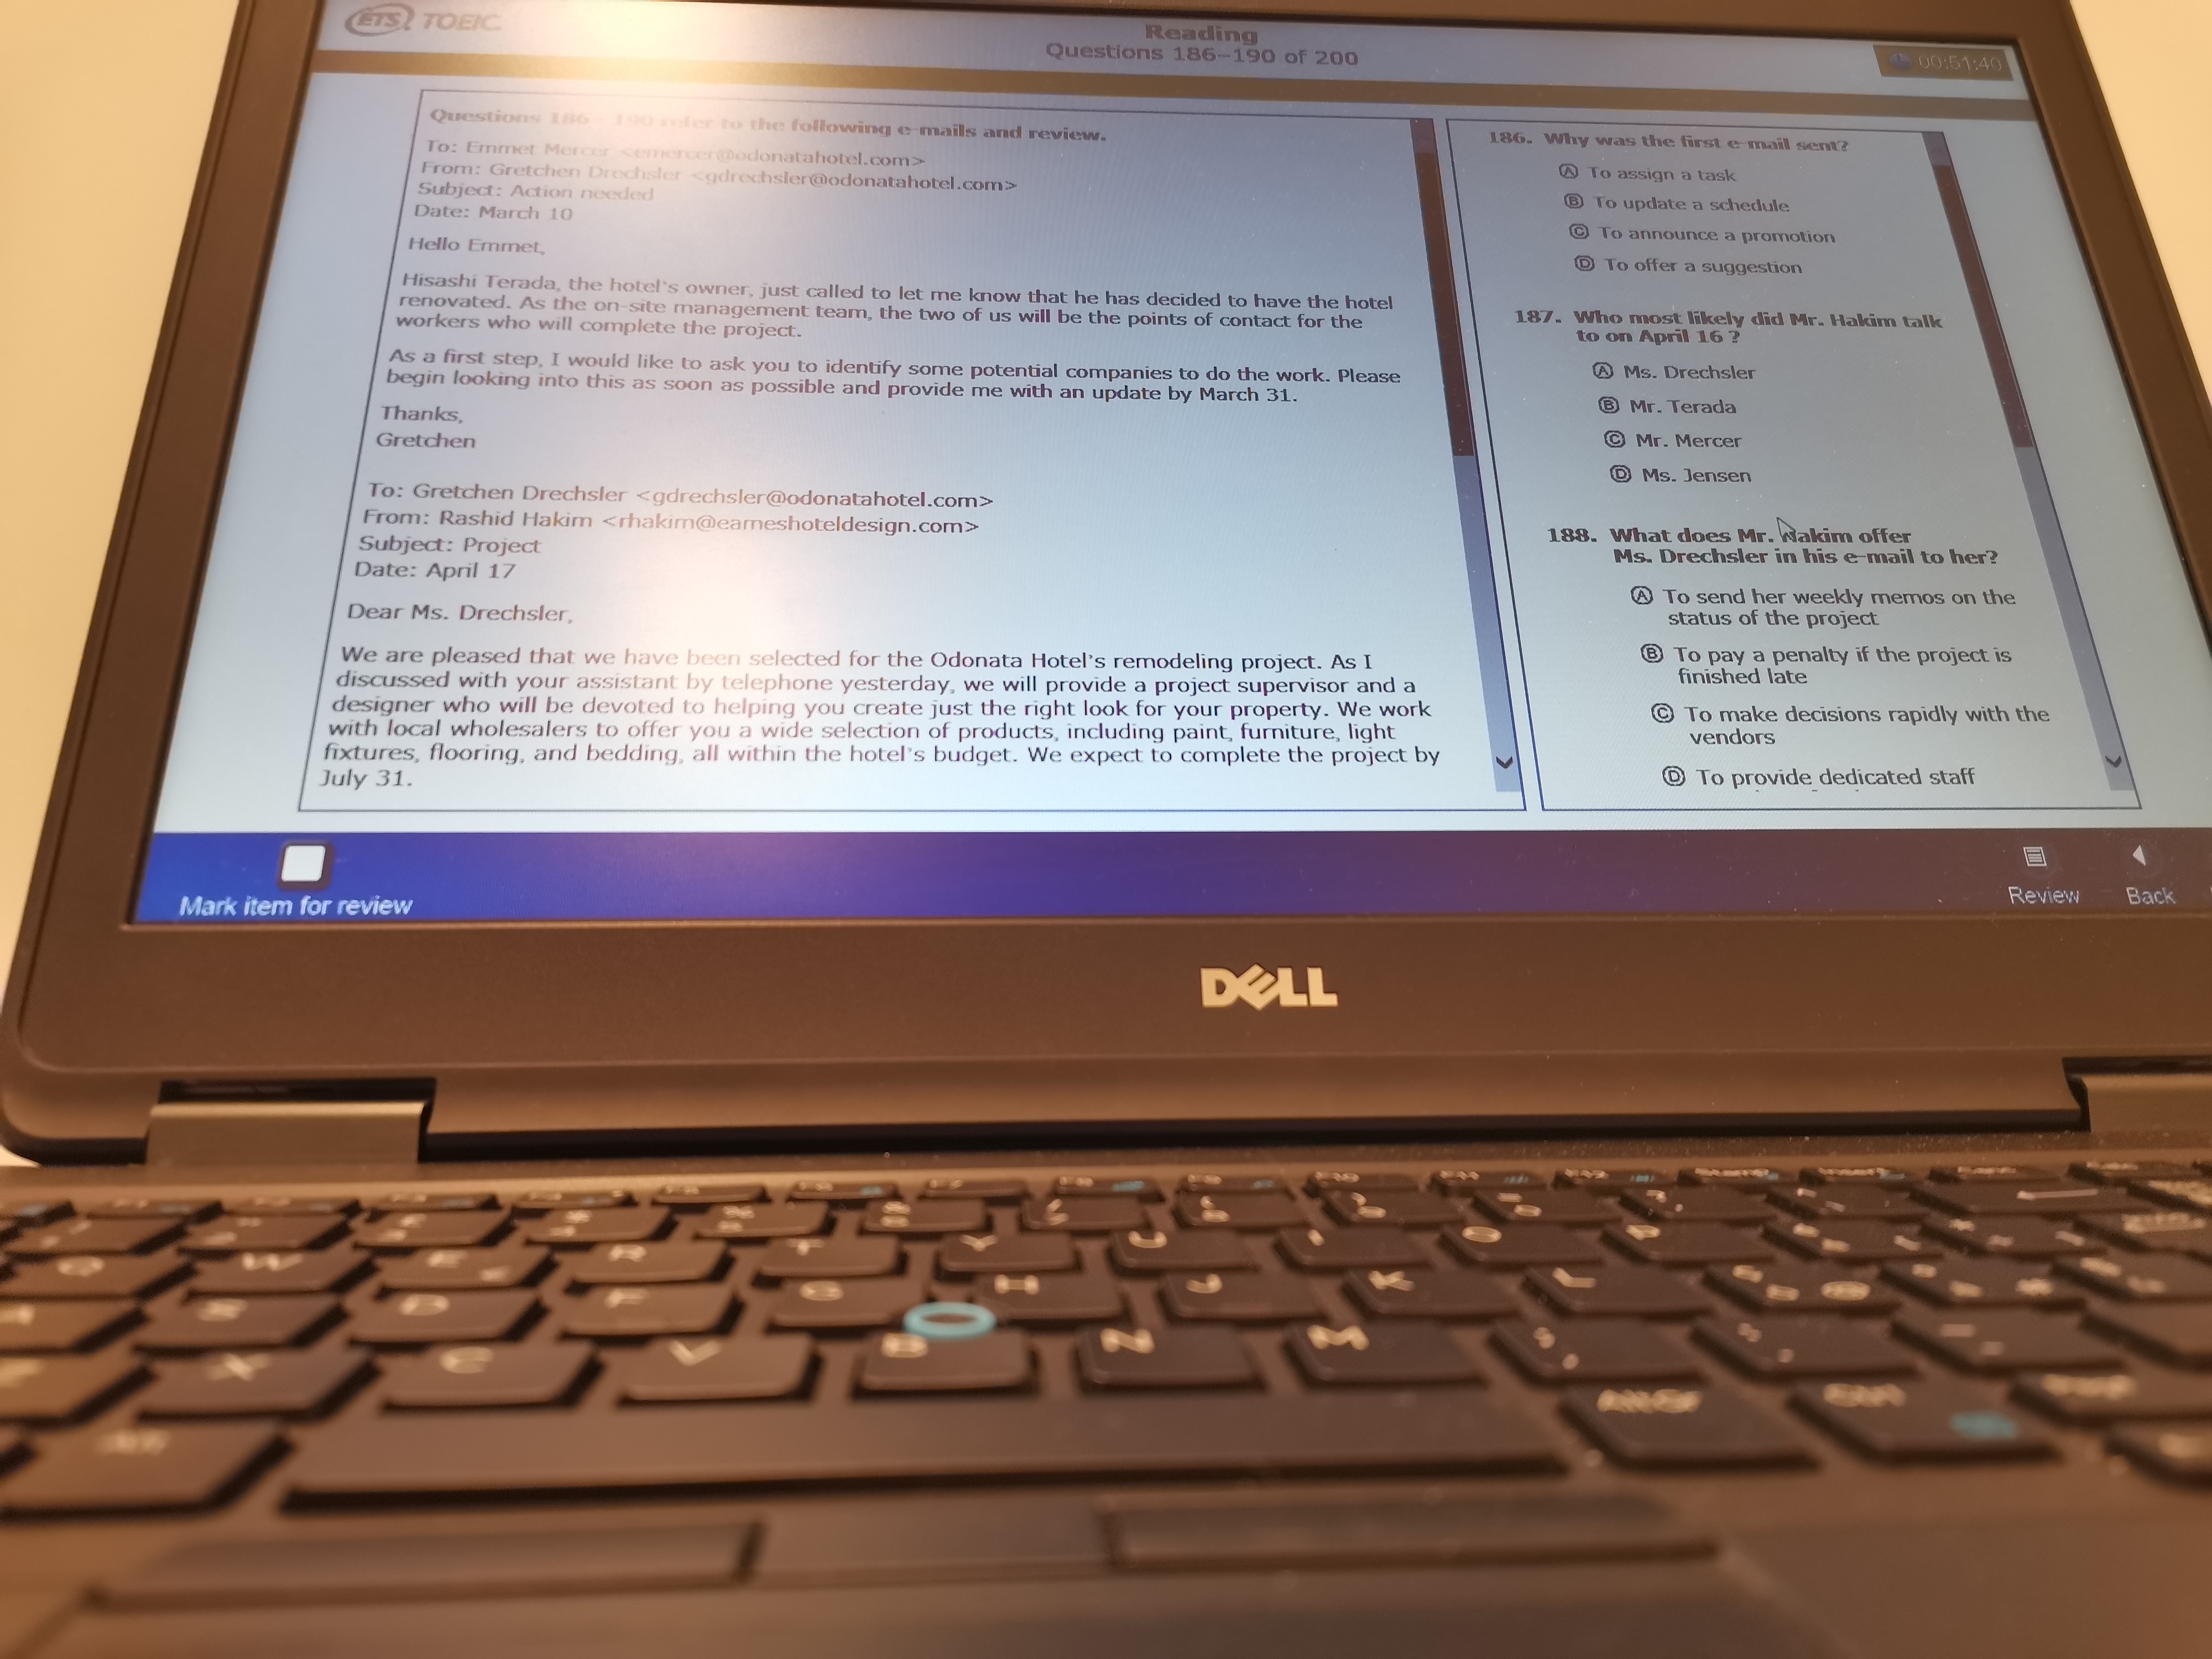 ETS TOEIC
Reading
Questions 186-190 of 200
00:51:40
Questions 186 - 190 refer to the following e-mails and review.
To: Emmet Mercer <emercer@odonatahotel.com>
From: Gretchen Drechsler <gdrechsler@odonatahotel.com>
Subject: Action needed
Date: March 10
Hello Emmet,
Hisashi Terada, the hotel's owner, just called to let me know that he has decided to have the hotel
renovated. As the on-site management team, the two of us will be the points of contact for the
workers who will complete the project.
As a first step, I would like to ask you to identify some potential companies to do the work. Please
begin looking into this as soon as possible and provide me with an update by March 31.
Thanks,
Gretchen
To: Gretchen Drechsler <gdrechsler@odonatahotel.com>
From: Rashid Hakim <rhakim@eameshoteldesign.com>
Subject: Project
Date: April 17
Dear Ms. Drechsler,
We are pleased that we have been selected for the Odonata Hotel's remodeling project. As I
discussed with your assistant by telephone yesterday, we will provide a project supervisor and a
designer who will be devoted to helping you create just the right look for your property. We work
with local wholesalers to offer you a wide selection of products, including paint, furniture, light
fixtures, flooring, and bedding, all within the hotel's budget. We expect to complete the project by
July 31.
186. Why was the first e-mail sent?
A To assign a task
B To update a schedule
C To announce a promotion
D To offer a suggestion
187. Who most likely did Mr. Hakim talk
to on April 16 ?
A Ms. Drechsler
B Mr. Terada
C Mr. Mercer
D Ms. Jensen
188. What does Mr. Hakim offer
Ms. Drechsler in his e-mail to her?
A To send her weekly memos on the
status of the project
B To pay a penalty if the project is
finished late
C To make decisions rapidly with the
vendors
D To provide dedicated staff
Mark item for review
Review
Back
DELL
Q W E R T Y U I O P
S D F G H J K L
X C V B N M
Alt
Alt Gr
Ctrl